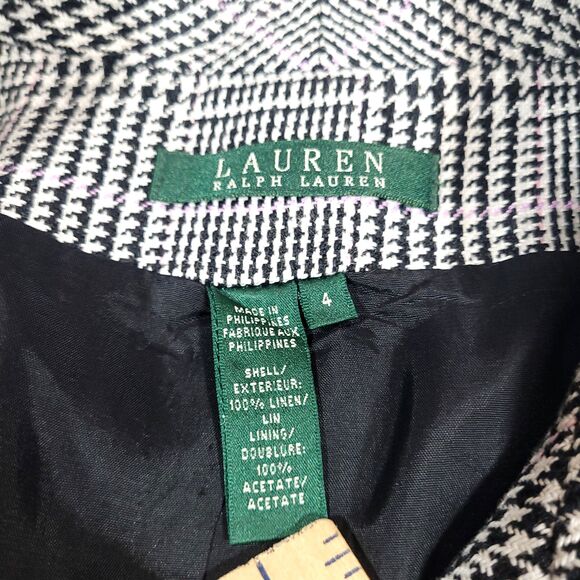 LAUREN
RALPH LAUREN
4
MADE IN
PHILIPPINES
FABRIQUE AUX
PHILIPPINES
SHELL/
EXTERIEUR:
100% LINEN/
LIN
LINING/
DOUBLURE:
100%
ACETATE/
ACETATE